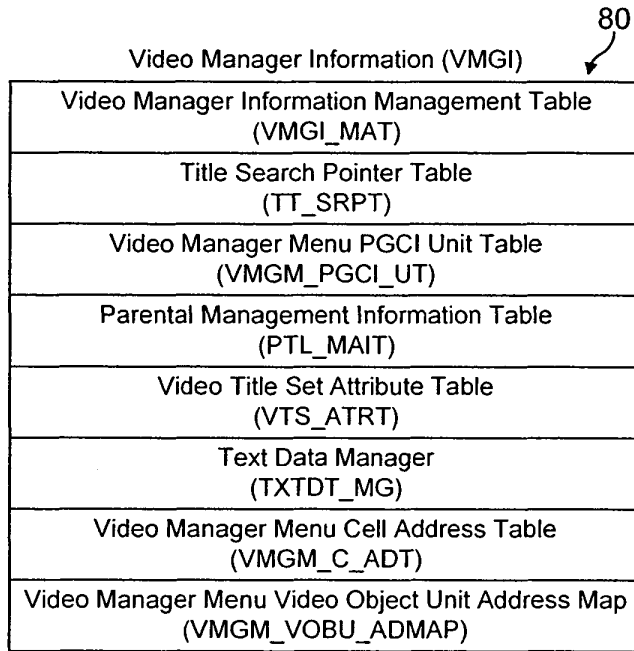 80
Video Manager Information (VMGI)
Video Manager Information Management Table
(VMGI_MAT)
Title Search Pointer Table
(TT_SRPT)
Video Manager Menu PGCI Unit Table
(VMGM_PGCI_UT)
Parental Management Information Table
(PTL_MAIT)
Video Title Set Attribute Table
(VTS_ATRT)
Text Data Manager
(TXTDT_MG)
Video Manager Menu Cell Address Table
(VMGM_C_ADT)
Video Manager Menu Video Object Unit Address Map
(VMGM_VOBU_ADMAP)